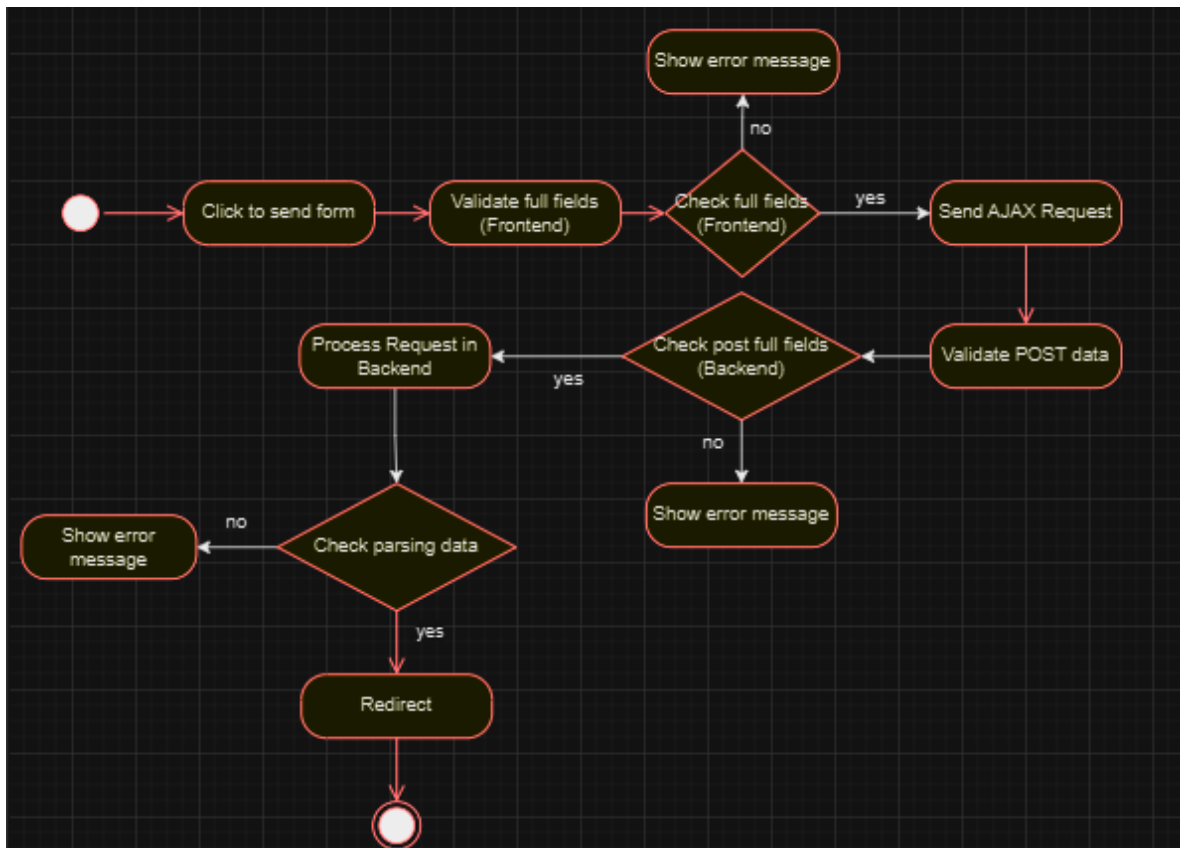 Show error message
no
Click to send form
Validate full fields
(Frontend)
Check full fields
(Frontend)
yes
Send AJAX Request
Process Request in
Backend
yes
Check post full fields
(Backend)
Validate POST data
no
Show error message
Show error
message
no
Check parsing data
yes
Redirect